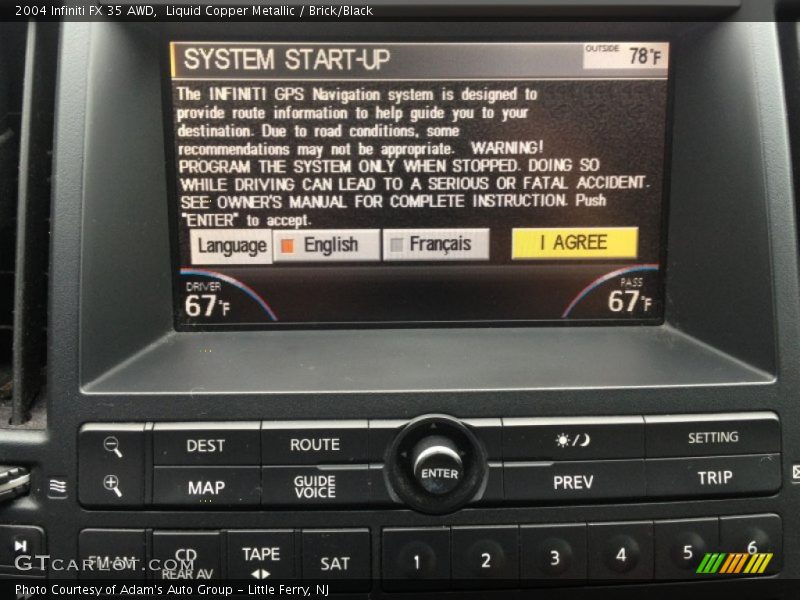 2004 Infiniti FX 35 AWD,  Liquid Copper Metallic / Brick/Black
SYSTEM START-UP
OUTSIDE 78°F
The INFINITI GPS Navigation system is designed to
provide route information to help guide you to your
destination. Due to road conditions, some
recommendations may not be appropriate. WARNING!
PROGRAM THE SYSTEM ONLY WHEN STOPPED. DOING SO
WHILE DRIVING CAN LEAD TO A SERIOUS OR FATAL ACCIDENT.
SEE OWNER'S MANUAL FOR COMPLETE INSTRUCTION. Push
"ENTER" to accept.
Language English Français I AGREE
DRIVER PASS
67°F 67°F
DEST ROUTE SETTING
ENTER
MAP GUIDE VOICE PREV TRIP
FM·AM CD REAR AV TAPE SAT 1 2 3 4 5 6
GTCARLOT.COM
Photo Courtesy of Adam's Auto Group - Little Ferry, NJ